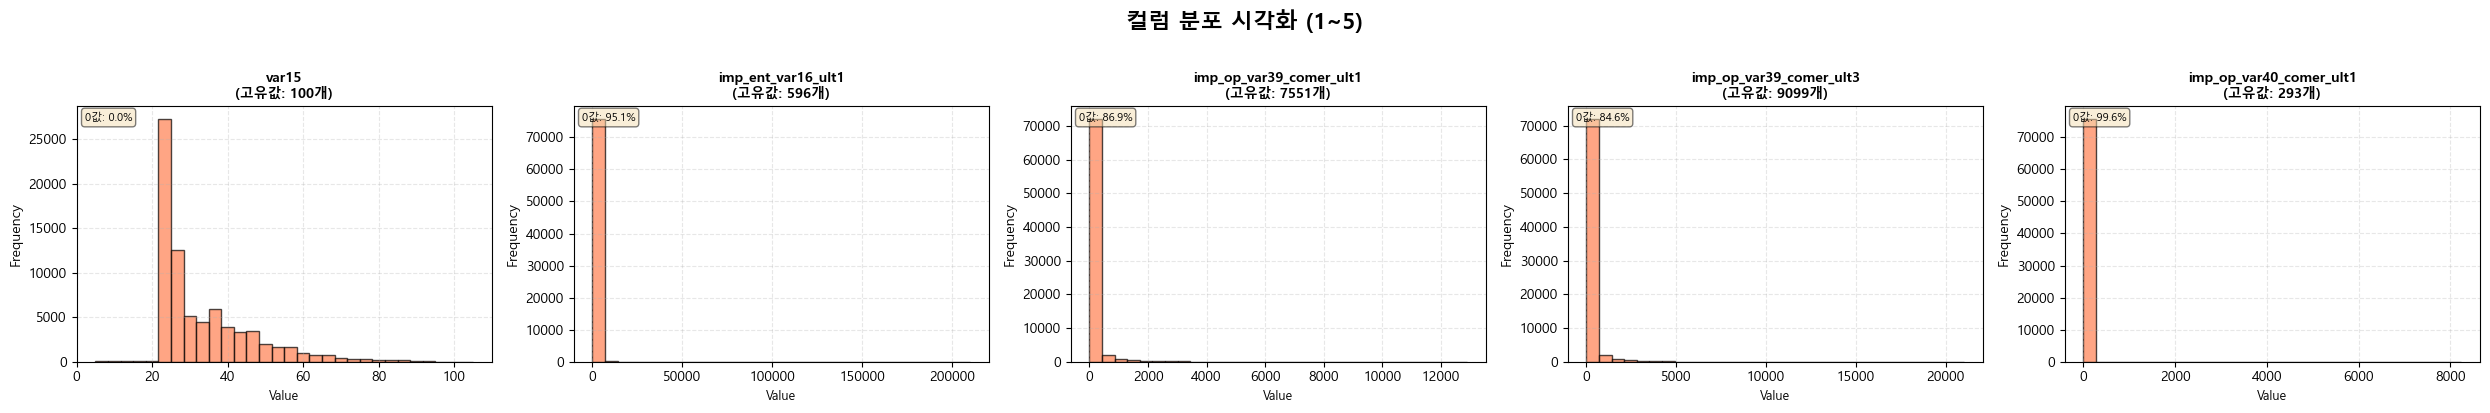 컬럼 분포 시각화 (1~5)
var15
(고유값: 100개)
0값: 0.0%
25000
20000
15000
10000
5000
0
Frequency
0 20 40 60 80 100
Value
imp_ent_var16_ult1
(고유값: 596개)
0값: 95.1%
70000
60000
50000
40000
30000
20000
10000
0
Frequency
0 50000 100000 150000 200000
Value
imp_op_var39_comer_ult1
(고유값: 7551개)
0값: 86.9%
70000
60000
50000
40000
30000
20000
10000
0
Frequency
0 2000 4000 6000 8000 10000 12000
Value
imp_op_var39_comer_ult3
(고유값: 9099개)
0값: 84.6%
70000
60000
50000
40000
30000
20000
10000
0
Frequency
0 5000 10000 15000 20000
Value
imp_op_var40_comer_ult1
(고유값: 293개)
0값: 99.6%
70000
60000
50000
40000
30000
20000
10000
0
Frequency
0 2000 4000 6000 8000
Value